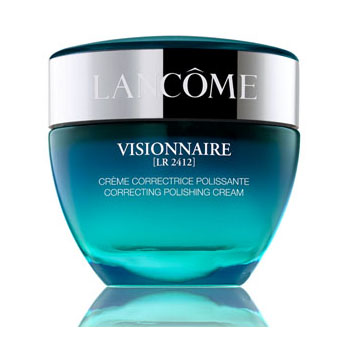 LANCÔME
VISIONNAIRE
[LR 2412]
CRÈME CORRECTRICE POLISSANTE
CORRECTING POLISHING CREAM